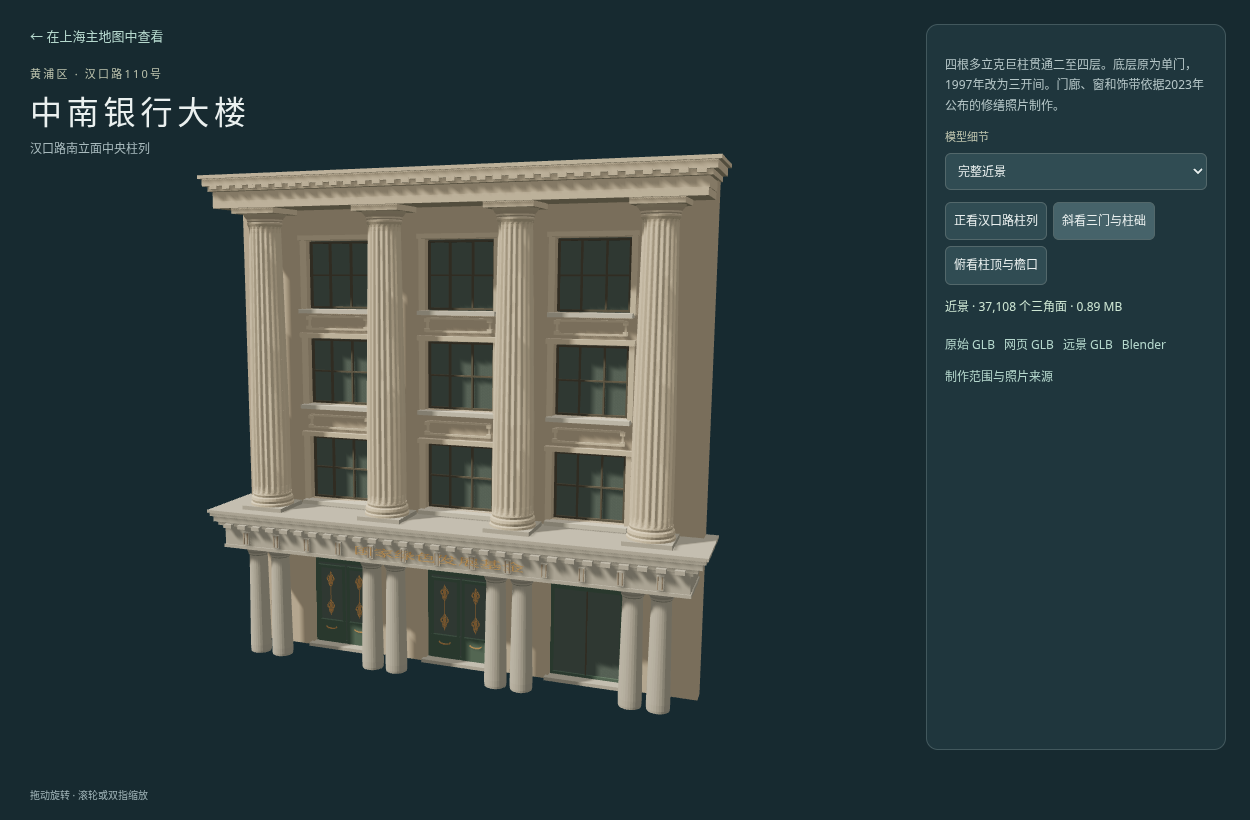 ← 在上海主地图中查看
黄浦区 · 汉口路110号
中南银行大楼
汉口路南立面中央柱列
四根多立克巨柱贯通二至四层。底层原为单门，
1997年改为三开间。门廊、窗和饰带依据2023年
公布的修缮照片制作。
模型细节
完整近景
正看汉口路柱列
斜看三门与柱础
俯看柱顶与檐口
近景 · 37,108 个三角面 · 0.89 MB
原始 GLB 网页 GLB 远景 GLB Blender
制作范围与照片来源
拖动旋转 · 滚轮或双指缩放